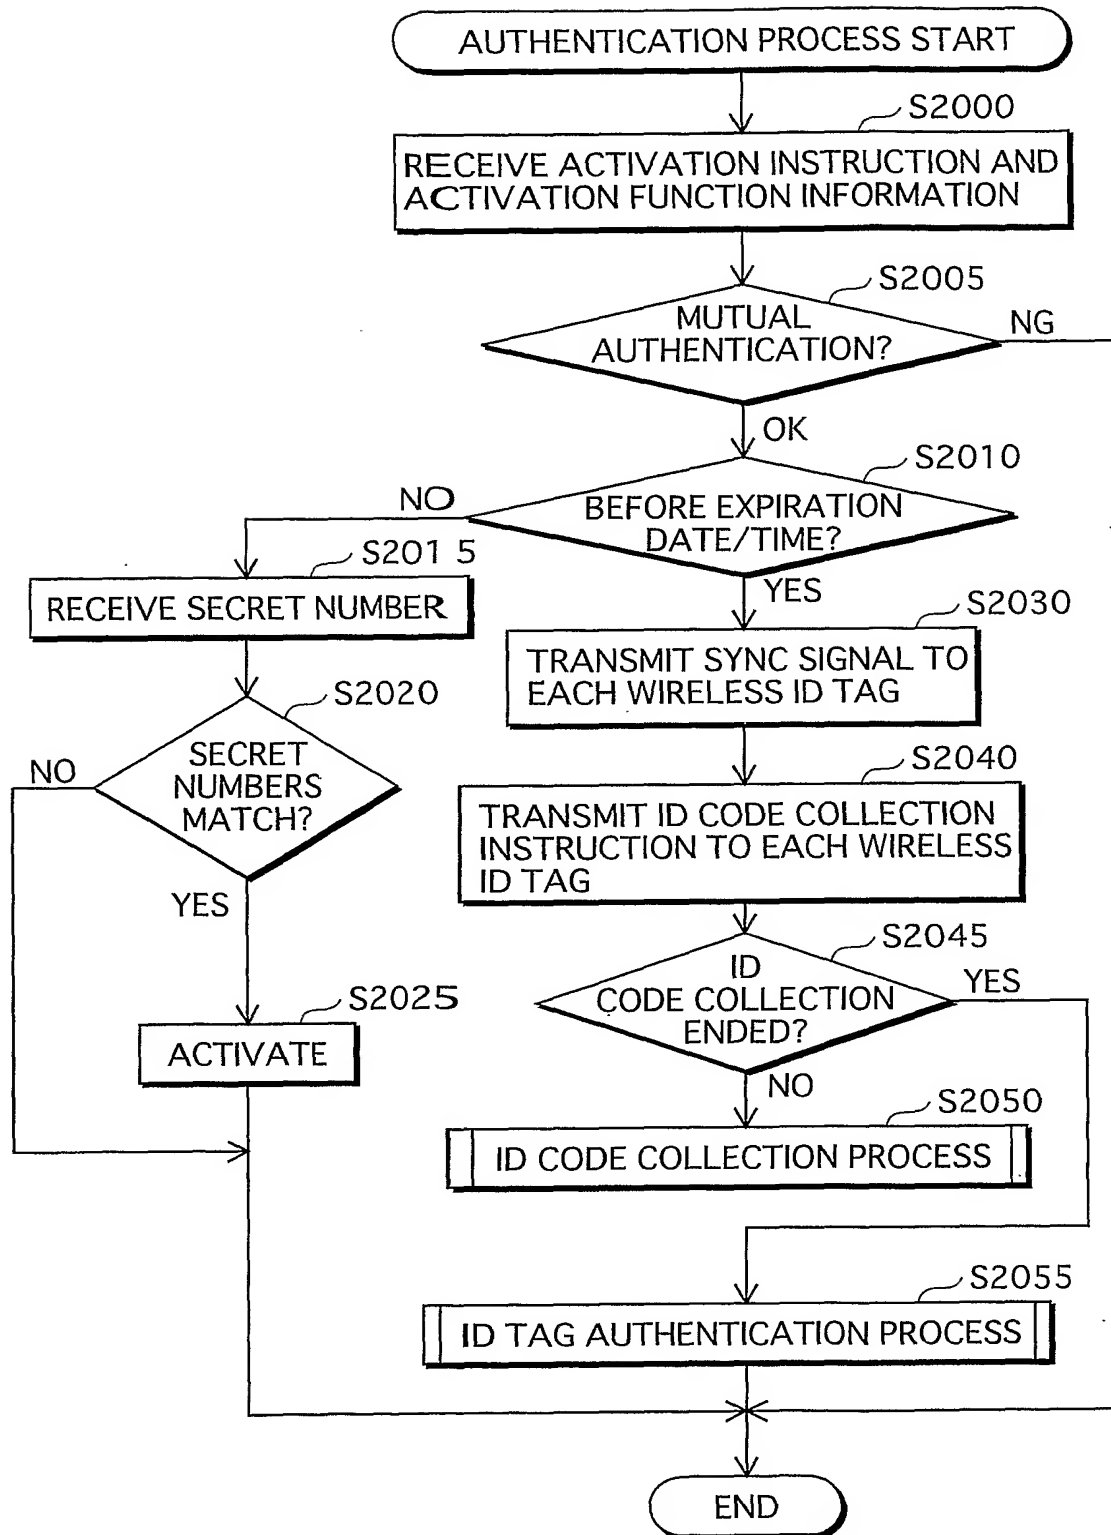 AUTHENTICATION PROCESS START
S2000
RECEIVE ACTIVATION INSTRUCTION AND
ACTIVATION FUNCTION INFORMATION
S2005
MUTUAL
AUTHENTICATION?
NG
OK
S2010
BEFORE EXPIRATION
DATE/TIME?
NO
YES
S2015
RECEIVE SECRET NUMBER
S2020
SECRET
NUMBERS
MATCH?
NO
YES
S2025
ACTIVATE
S2030
TRANSMIT SYNC SIGNAL TO
EACH WIRELESS ID TAG
S2040
TRANSMIT ID CODE COLLECTION
INSTRUCTION TO EACH WIRELESS
ID TAG
S2045
ID
CODE COLLECTION
ENDED?
YES
NO
S2050
ID CODE COLLECTION PROCESS
S2055
ID TAG AUTHENTICATION PROCESS
END